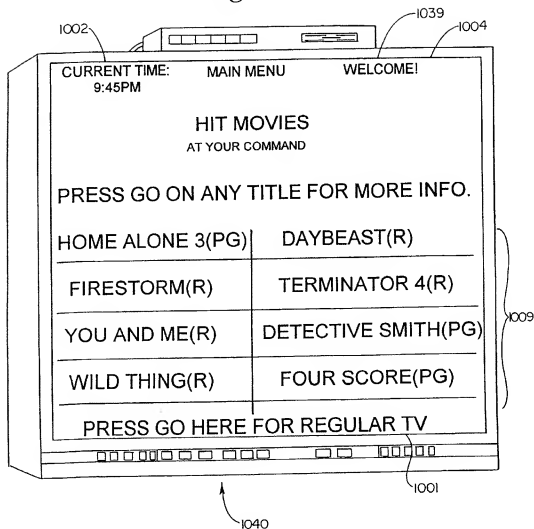 1002
1039
1004
CURRENT TIME: MAIN MENU WELCOME!
9:45PM
HIT MOVIES
AT YOUR COMMAND
PRESS GO ON ANY TITLE FOR MORE INFO.
HOME ALONE 3(PG) DAYBEAST(R)
FIRESTORM(R) TERMINATOR 4(R)
1009
YOU AND ME(R) DETECTIVE SMITH(PG)
WILD THING(R) FOUR SCORE(PG)
PRESS GO HERE FOR REGULAR TV
1001
1040